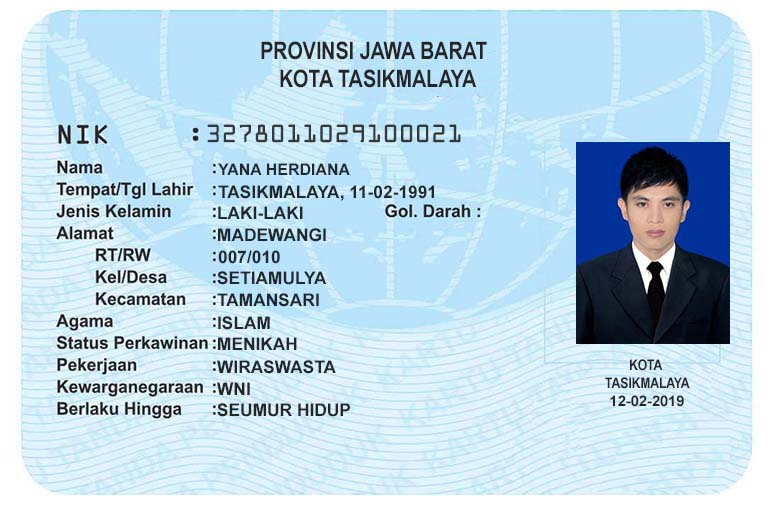 PROVINSI JAWA BARAT
KOTA TASIKMALAYA
NIK : 3278011029100021
Nama : YANA HERDIANA
Tempat/Tgl Lahir : TASIKMALAYA, 11-02-1991
Jenis Kelamin : LAKI-LAKI Gol. Darah :
Alamat : MADEWANGI
RT/RW : 007/010
Kel/Desa : SETIAMULYA
Kecamatan : TAMANSARI
Agama : ISLAM
Status Perkawinan : MENIKAH
Pekerjaan : WIRASWASTA
Kewarganegaraan : WNI
Berlaku Hingga : SEUMUR HIDUP
KOTA
TASIKMALAYA
12-02-2019